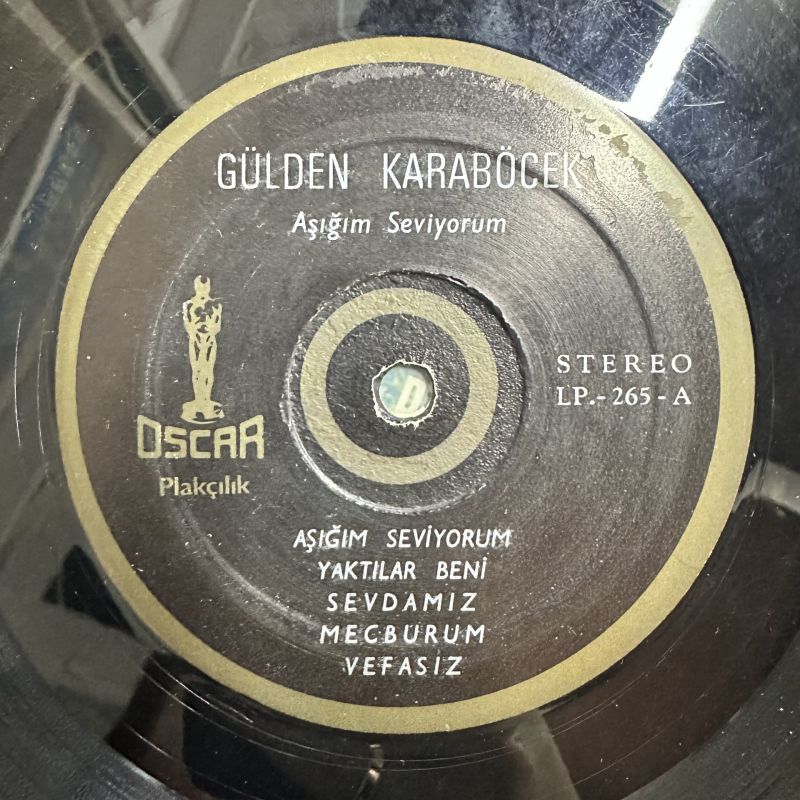 GÜLDEN KARABÖCEK
Aşığım Seviyorum
STEREO
LP.-265-A
OSCAR
Plakçılık
AŞIĞIM SEVİYORUM
YAKTILAR BENİ
SEVDAMIZ
MECBURUM
VEFASIZ